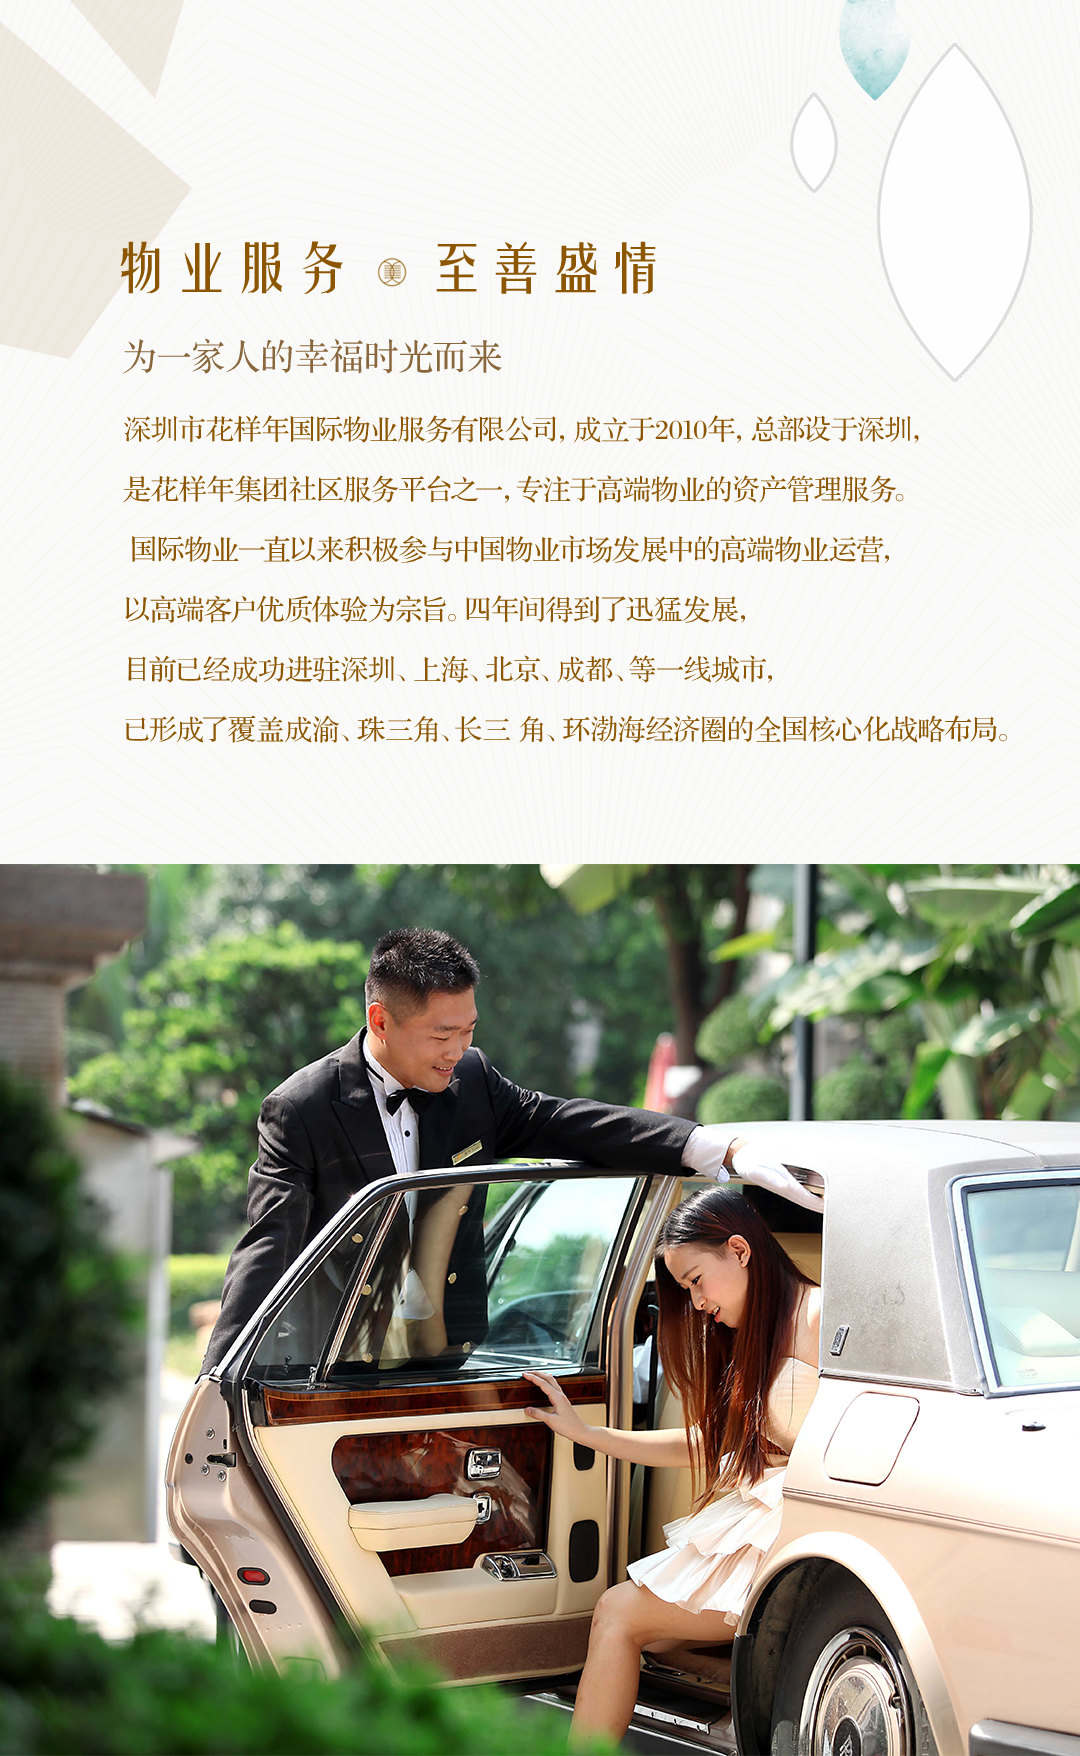 物业服务 美 至善盛情
为一家人的幸福时光而来
深圳市花样年国际物业服务有限公司, 成立于2010年, 总部设于深圳,
是花样年集团社区服务平台之一, 专注于高端物业的资产管理服务。
国际物业一直以来积极参与中国物业市场发展中的高端物业运营,
以高端客户优质体验为宗旨。四年间得到了迅猛发展,
目前已经成功进驻深圳、上海、北京、成都、等一线城市,
已形成了覆盖成渝、珠三角、长三 角、环渤海经济圈的全国核心化战略布局。